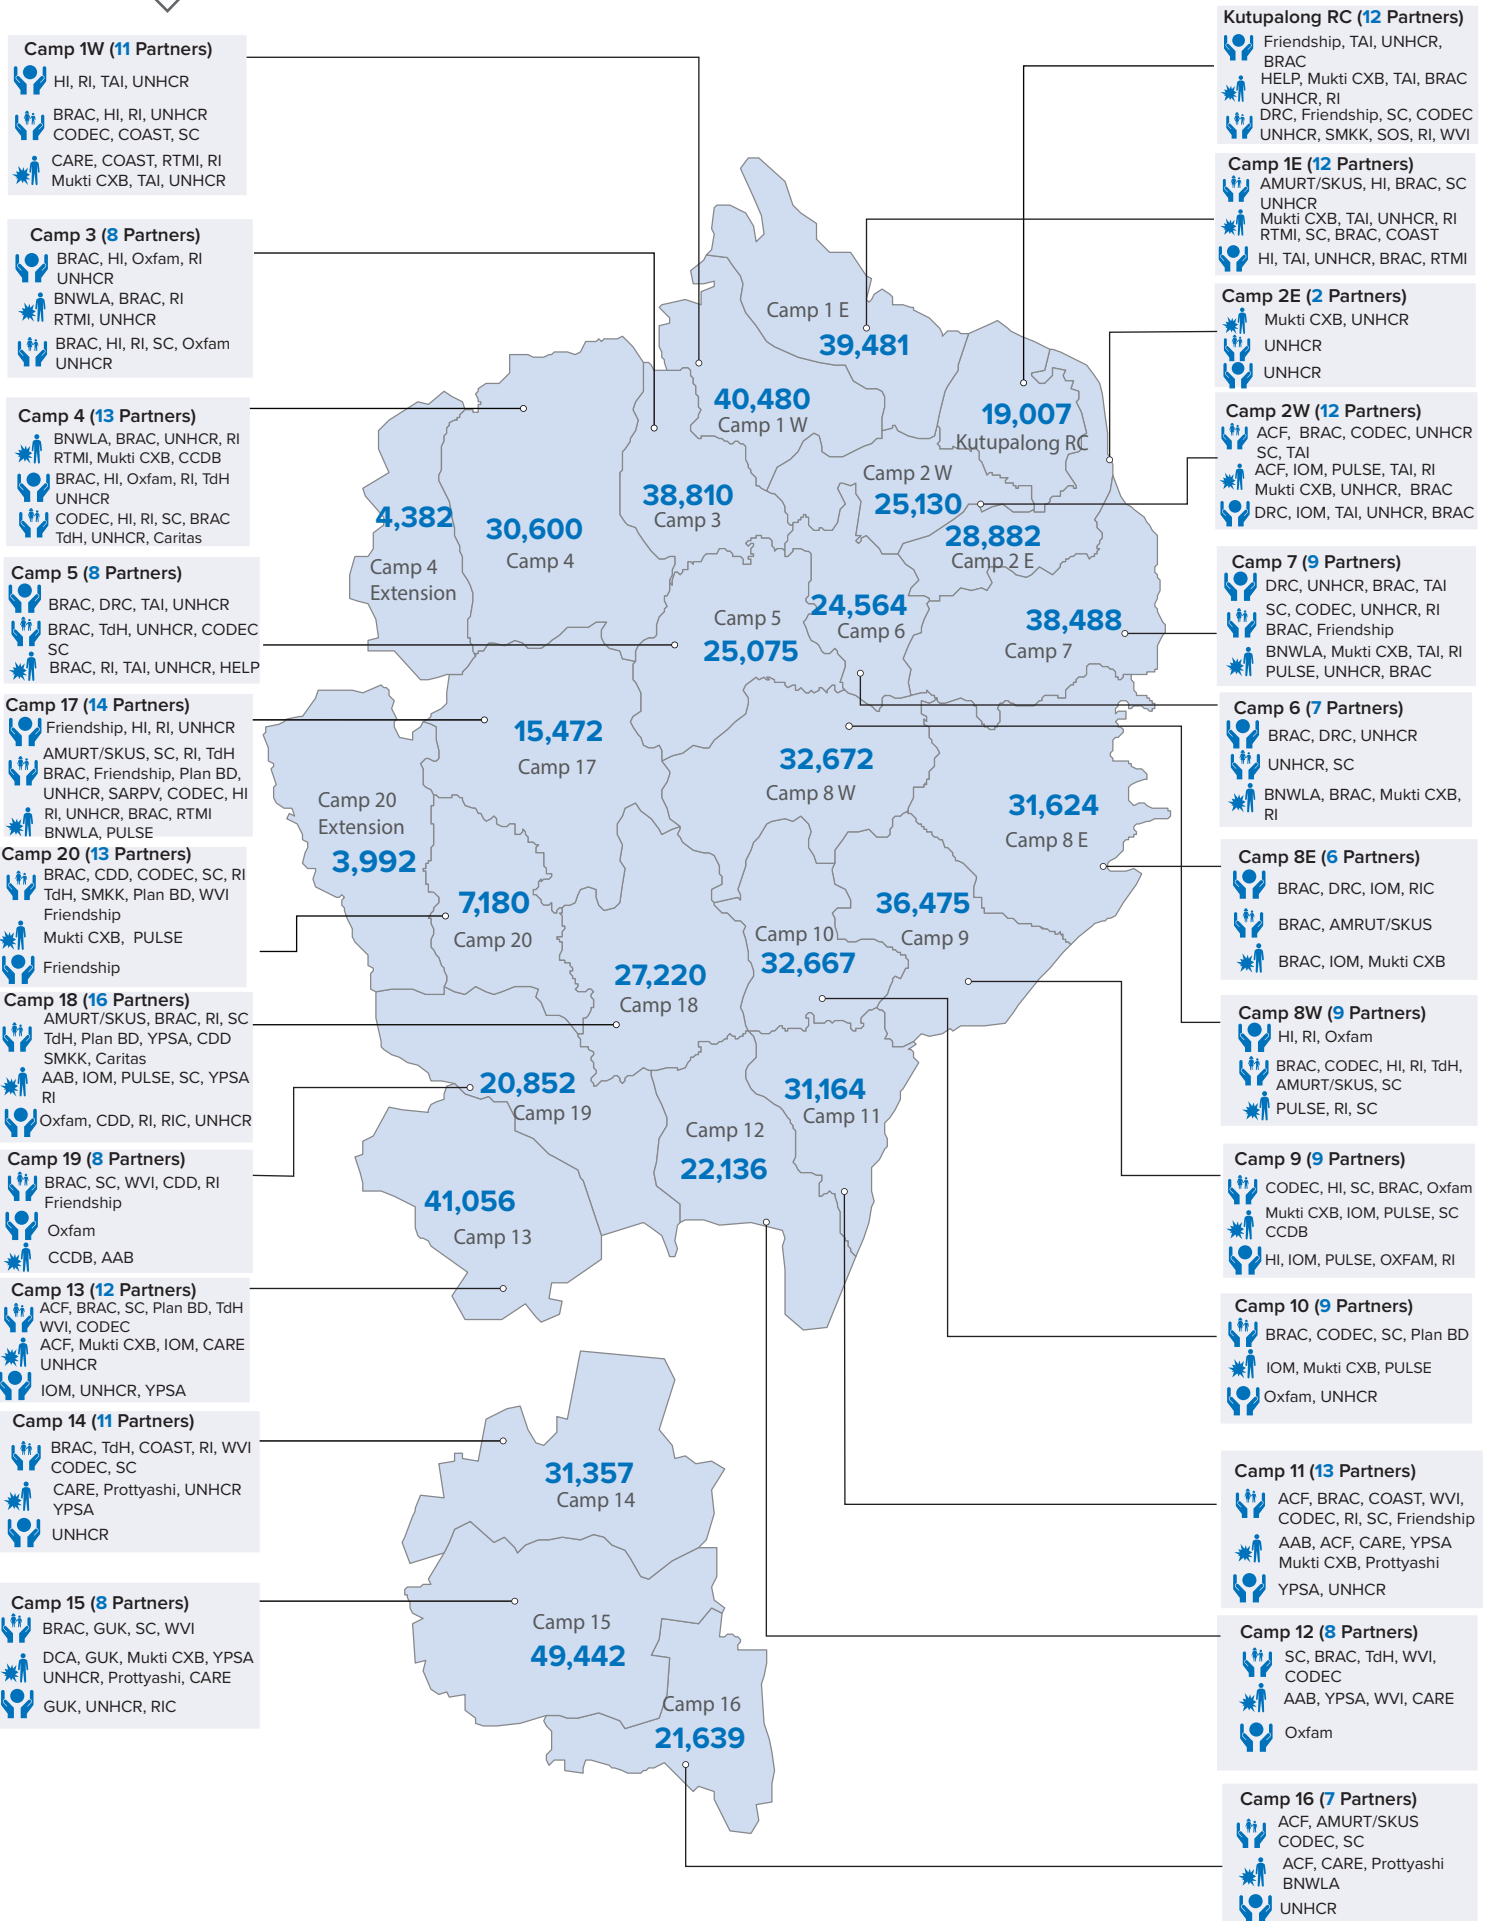 Camp 1W (11 Partners)
HI, RI, TAI, UNHCR
BRAC, HI, RI, UNHCR
CODEC, COAST, SC
CARE, COAST, RTMI, RI
Mukti CXB, TAI, UNHCR
Camp 3 (8 Partners)
BRAC, HI, Oxfam, RI
UNHCR
BNWLA, BRAC, RI
RTMI, UNHCR
BRAC, HI, RI, SC, Oxfam
UNHCR
Camp 4 (13 Partners)
BNWLA, BRAC, UNHCR, RI
RTMI, Mukti CXB, CCDB
BRAC, HI, Oxfam, RI, TdH
UNHCR
CODEC, HI, RI, SC, BRAC
TdH, UNHCR, Caritas
Camp 5 (8 Partners)
BRAC, DRC, TAI, UNHCR
BRAC, TdH, UNHCR, CODEC
SC
BRAC, RI, TAI, UNHCR, HELP
Camp 17 (14 Partners)
Friendship, HI, RI, UNHCR
AMURT/SKUS, SC, RI, TdH
BRAC, Friendship, Plan BD,
UNHCR, SARPV, CODEC, HI
RI, UNHCR, BRAC, RTMI
BNWLA, PULSE
Camp 20 (13 Partners)
BRAC, CDD, CODEC, SC, RI
TdH, SMKK, Plan BD, WVI
Friendship
Mukti CXB, PULSE
Friendship
Camp 18 (16 Partners)
AMURT/SKUS, BRAC, RI, SC
TdH, Plan BD, YPSA, CDD
SMKK, Caritas
AAB, IOM, PULSE, SC, YPSA
RI
Oxfam, CDD, RI, RIC, UNHCR
Camp 19 (8 Partners)
BRAC, SC, WVI, CDD, RI
Friendship
Oxfam
CCDB, AAB
Camp 13 (12 Partners)
ACF, BRAC, SC, Plan BD, TdH
WVI, CODEC
ACF, Mukti CXB, IOM, CARE
UNHCR
IOM, UNHCR, YPSA
Camp 14 (11 Partners)
BRAC, TdH, COAST, RI, WVI
CODEC, SC
CARE, Prottyashi, UNHCR
YPSA
UNHCR
Camp 15 (8 Partners)
BRAC, GUK, SC, WVI
DCA, GUK, Mukti CXB, YPSA
UNHCR, Prottyashi, CARE
GUK, UNHCR, RIC
Camp 1 E
39,481
40,480
Camp 1 W
19,007
Kutupalong RC
Camp 2 W
25,130
28,882
Camp 2 E
38,810
Camp 3
4,382
Camp 4
Extension
30,600
Camp 4
Camp 5
25,075
24,564
Camp 6
38,488
Camp 7
15,472
Camp 17
32,672
Camp 8 W
31,624
Camp 8 E
Camp 20
Extension
3,992
7,180
Camp 20
36,475
Camp 9
Camp 10
32,667
27,220
Camp 18
20,852
Camp 19
31,164
Camp 11
Camp 12
22,136
41,056
Camp 13
31,357
Camp 14
Camp 15
49,442
Camp 16
21,639
Kutupalong RC (12 Partners)
Friendship, TAI, UNHCR,
BRAC
HELP, Mukti CXB, TAI, BRAC
UNHCR, RI
DRC, Friendship, SC, CODEC
UNHCR, SMKK, SOS, RI, WVI
Camp 1E (12 Partners)
AMURT/SKUS, HI, BRAC, SC
UNHCR
Mukti CXB, TAI, UNHCR, RI
RTMI, SC, BRAC, COAST
HI, TAI, UNHCR, BRAC, RTMI
Camp 2E (2 Partners)
Mukti CXB, UNHCR
UNHCR
UNHCR
Camp 2W (12 Partners)
ACF, BRAC, CODEC, UNHCR
SC, TAI
ACF, IOM, PULSE, TAI, RI
Mukti CXB, UNHCR, BRAC
DRC, IOM, TAI, UNHCR, BRAC
Camp 7 (9 Partners)
DRC, UNHCR, BRAC, TAI
SC, CODEC, UNHCR, RI
BRAC, Friendship
BNWLA, Mukti CXB, TAI, RI
PULSE, UNHCR, BRAC
Camp 6 (7 Partners)
BRAC, DRC, UNHCR
UNHCR, SC
BNWLA, BRAC, Mukti CXB,
RI
Camp 8E (6 Partners)
BRAC, DRC, IOM, RIC
BRAC, AMRUT/SKUS
BRAC, IOM, Mukti CXB
Camp 8W (9 Partners)
HI, RI, Oxfam
BRAC, CODEC, HI, RI, TdH,
AMURT/SKUS, SC
PULSE, RI, SC
Camp 9 (9 Partners)
CODEC, HI, SC, BRAC, Oxfam
Mukti CXB, IOM, PULSE, SC
CCDB
HI, IOM, PULSE, OXFAM, RI
Camp 10 (9 Partners)
BRAC, CODEC, SC, Plan BD
IOM, Mukti CXB, PULSE
Oxfam, UNHCR
Camp 11 (13 Partners)
ACF, BRAC, COAST, WVI,
CODEC, RI, SC, Friendship
AAB, ACF, CARE, YPSA
Mukti CXB, Prottyashi
YPSA, UNHCR
Camp 12 (8 Partners)
SC, BRAC, TdH, WVI,
CODEC
AAB, YPSA, WVI, CARE
Oxfam
Camp 16 (7 Partners)
ACF, AMURT/SKUS
CODEC, SC
ACF, CARE, Prottyashi
BNWLA
UNHCR